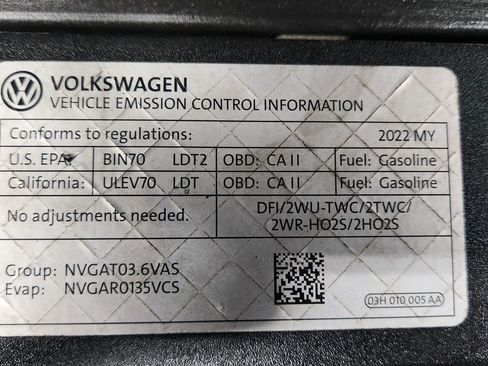 VOLKSWAGEN
VEHICLE EMISSION CONTROL INFORMATION
Conforms to regulations: 2022 MY
U.S. EPA: BIN70 LDT2 OBD: CA II Fuel: Gasoline
California: ULEV70 LDT OBD: CA II Fuel: Gasoline
No adjustments needed. DFI/2WU-TWC/2TWC/
2WR-HO2S/2HO2S
Group: NVGAT03.6VAS
Evap: NVGAR0135VCS
03H 010 005 AA